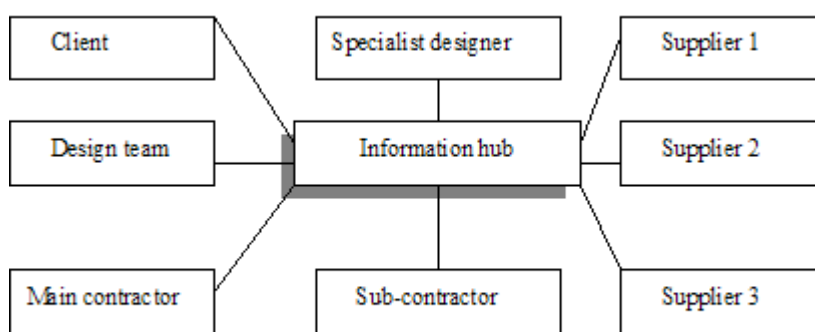 Client
Specialist designer
Supplier 1
Design team
Information hub
Supplier 2
Main contractor
Sub-contractor
Supplier 3